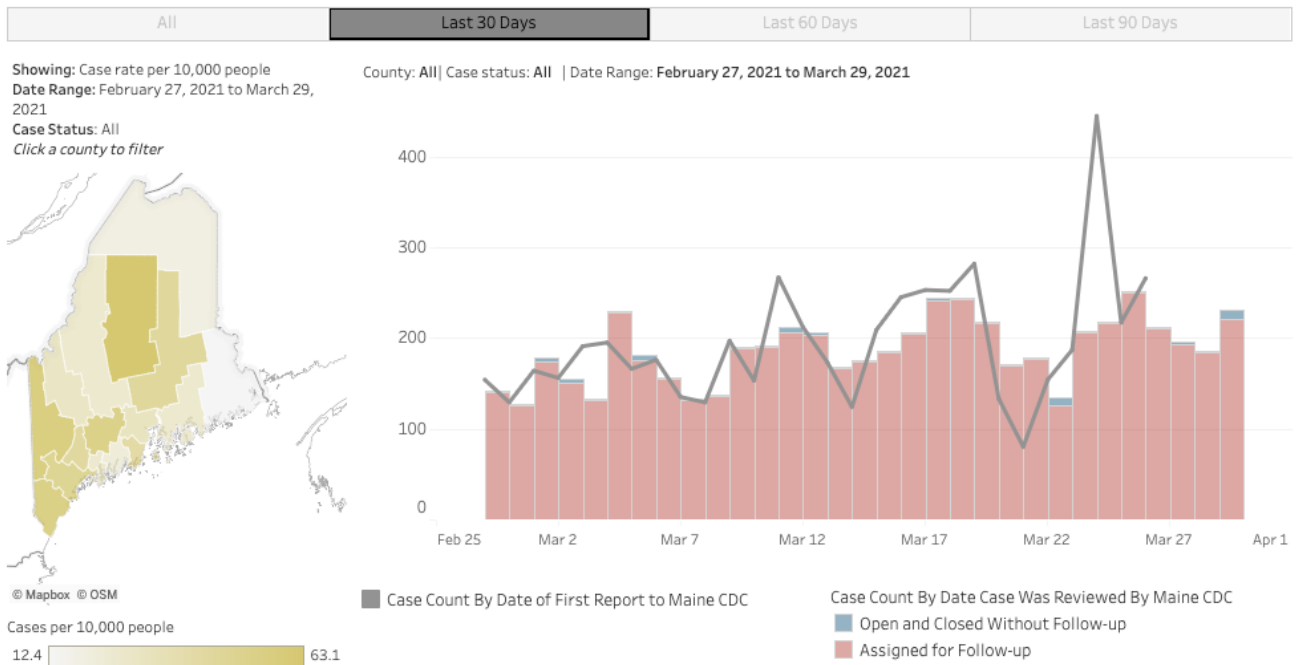 All
Last 30 Days
Last 60 Days
Last 90 Days
Showing: Case rate per 10,000 people
Date Range: February 27, 2021 to March 29,
2021
Case Status: All
Click a county to filter
© Mapbox © OSM
Cases per 10,000 people
12.4
63.1
County: All| Case status: All | Date Range: February 27, 2021 to March 29, 2021
400
300
200
100
0
Feb 25
Mar 2
Mar 7
Mar 12
Mar 17
Mar 22
Mar 27
Apr 1
Case Count By Date of First Report to Maine CDC
Case Count By Date Case Was Reviewed By Maine CDC
Open and Closed Without Follow-up
Assigned for Follow-up